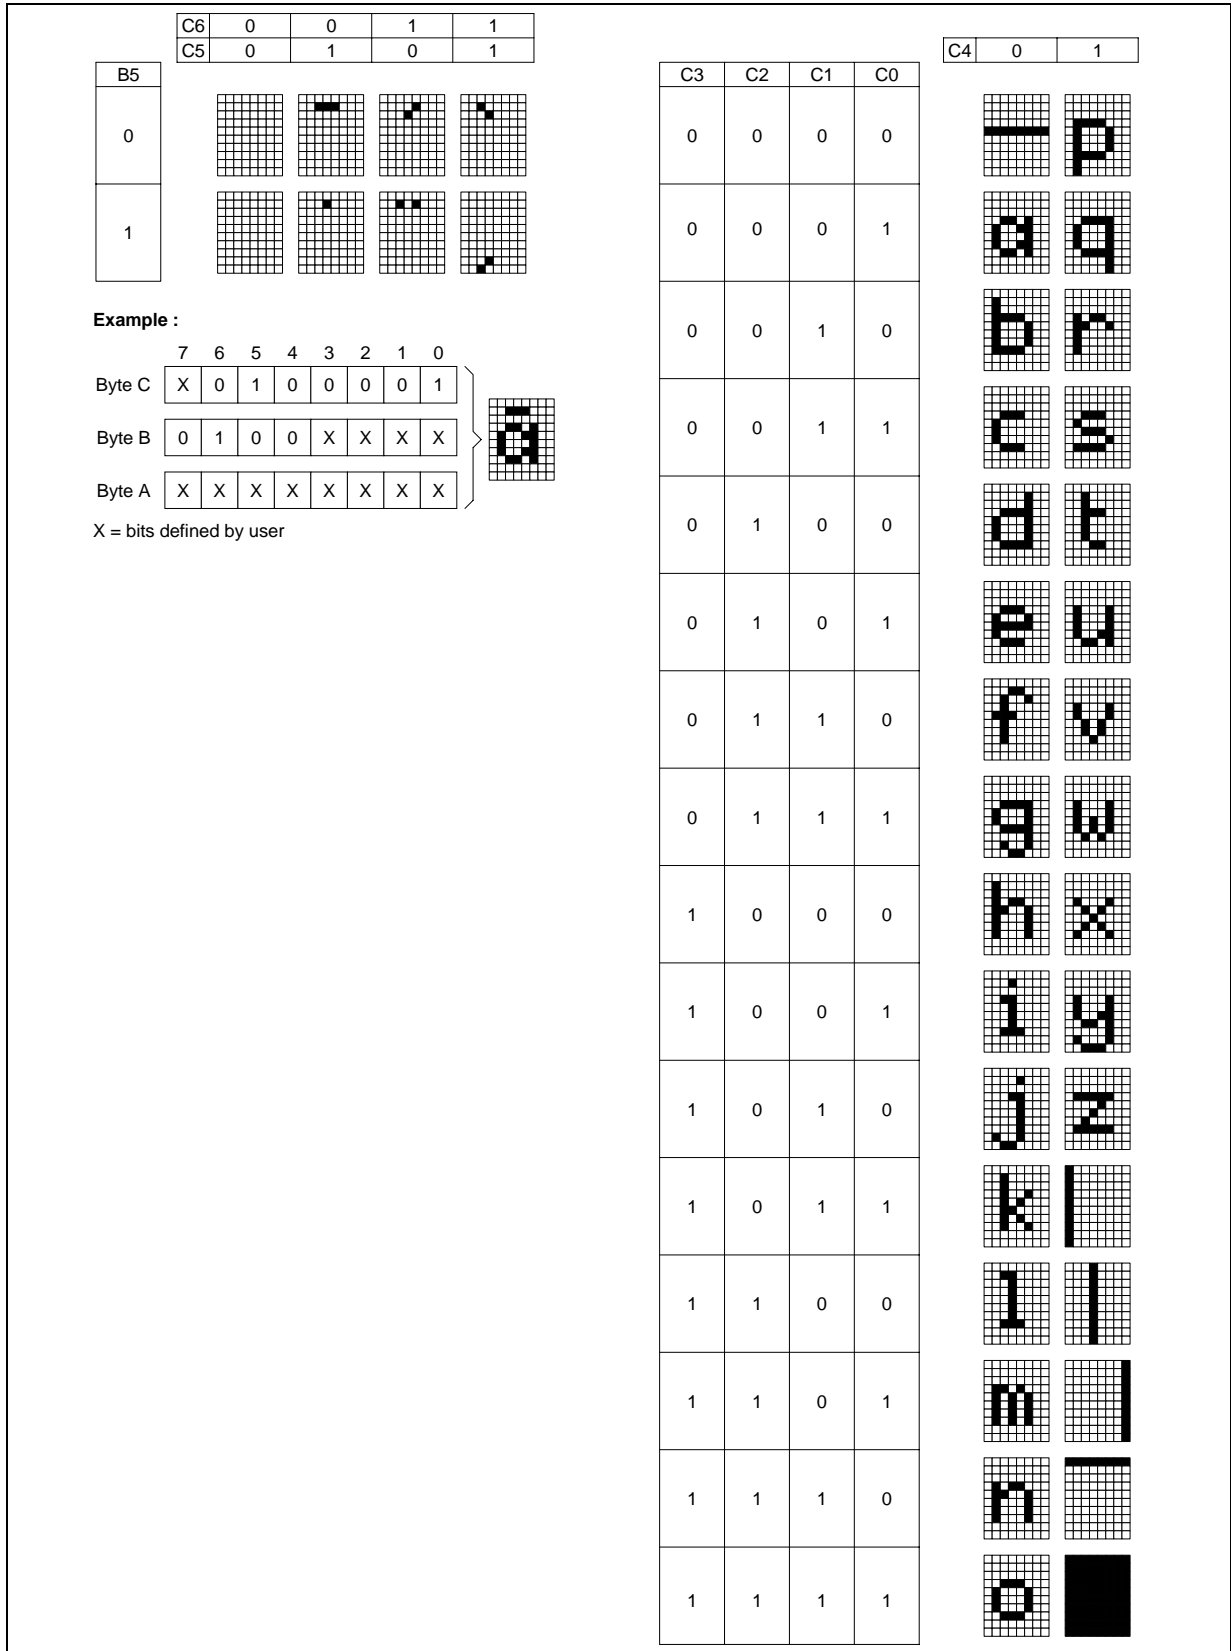 C6 0 0 1 1
C5 0 1 0 1
B5
0
1
Example :
7 6 5 4 3 2 1 0
Byte C X 0 1 0 0 0 0 1
Byte B 0 1 0 0 X X X X
Byte A X X X X X X X X
ā
X = bits defined by user
C4 0 1
C3 C2 C1 C0
0 0 0 0 p
0 0 0 1 a q
0 0 1 0 b r
0 0 1 1 c s
0 1 0 0 d t
0 1 0 1 e u
0 1 1 0 f v
0 1 1 1 g w
1 0 0 0 h x
1 0 0 1 i y
1 0 1 0 j z
1 0 1 1 k
1 1 0 0 l
1 1 0 1 m
1 1 1 0 n
1 1 1 1 o